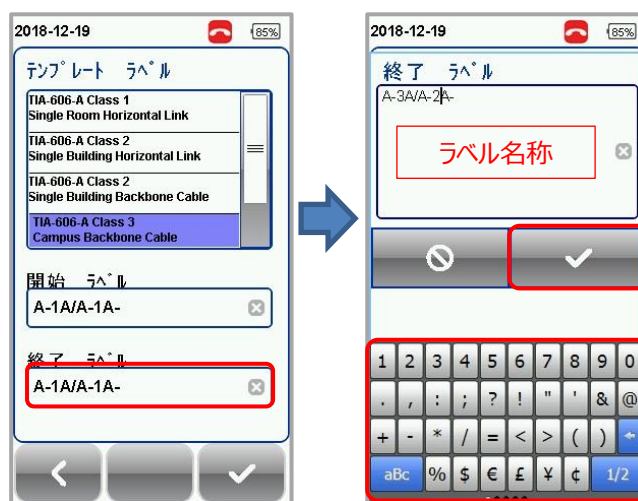 2018-12-19
85%
テンプレート ラベル
TIA-606-A Class 1
Single Room Horizontal Link
TIA-606-A Class 2
Single Building Horizontal Link
TIA-606-A Class 2
Single Building Backbone Cable
TIA-606-A Class 3
Campus Backbone Cable
開始 ラベル
A-1A/A-1A-
終了 ラベル
A-1A/A-1A-
2018-12-19
85%
終了 ラベル
A-3A/A-2A-
ラベル名称
1 2 3 4 5 6 7 8 9 0
. , : ; ? ! " ' & @
+ - * / = < > ( )
aBc % $ € £ ¥ ¢ 1/2